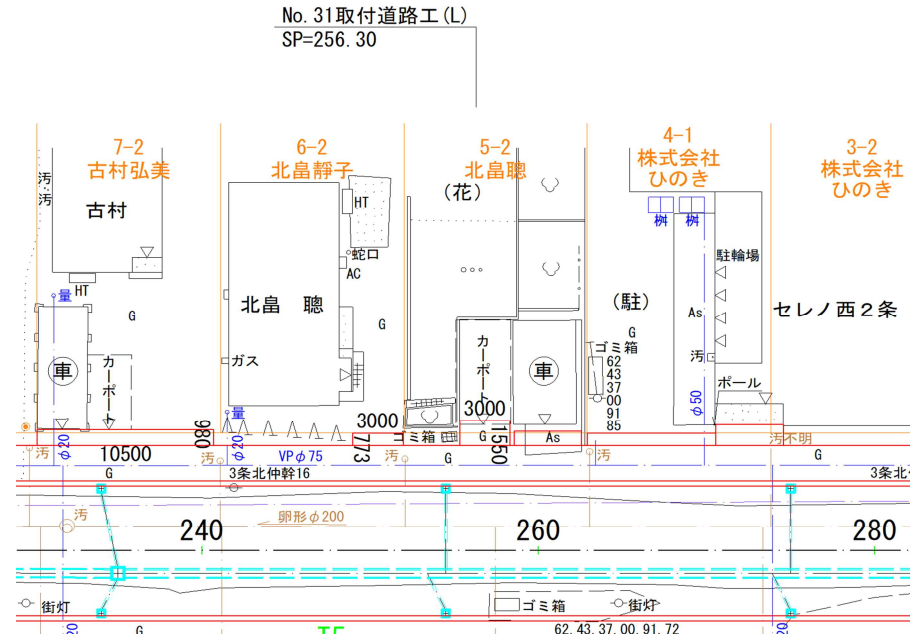 No.31取付道路工(L)
SP=256.30
7-2
古村弘美
6-2
北畠靜子
5-2
北畠聰
4-1
株式会社
ひのき
3-2
株式会社
ひのき
汚
汚
古村
HT
(花)
桝
桝
蛇口
AC
駐輪場
HT
量
G
北畠 聰
G
(駐)
As
セレノ西2条
G
ゴミ箱
62
43
37
00
91
85
車
カーポート
ガス
カーポート
車
汚
ポール
φ50
量
3000
3000
980
773
1550
φ20
φ20
ゴミ箱
G
As
汚不明
10500
汚
汚
VPφ75
汚
G
汚
G
G
3条北仲幹16
3条北
汚
卵形φ200
240
260
280
街灯
ゴミ箱
街灯
G
62,43,37,00,91,72
20
20